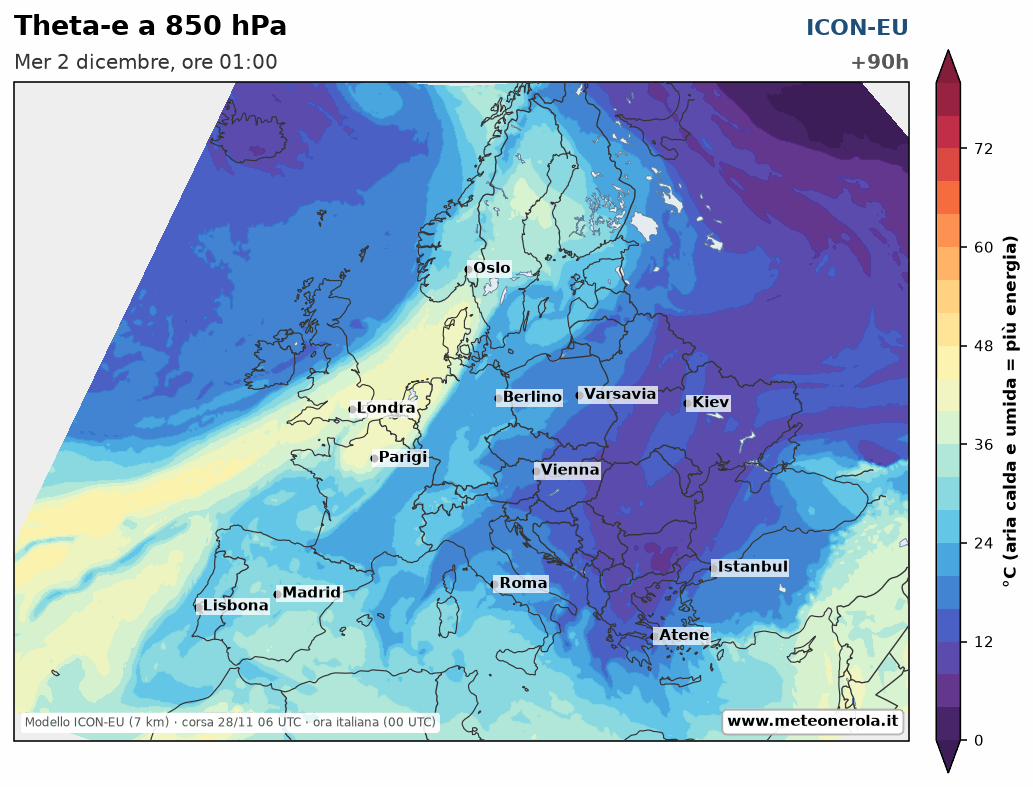 Theta-e a 850 hPa
ICON-EU
Mer 2 dicembre, ore 01:00
+90h
Oslo
Londra
Berlino
Varsavia
Kiev
Parigi
Vienna
Istanbul
Roma
Madrid
Lisbona
Atene
Modello ICON-EU (7 km) · corsa 28/11 06 UTC · ora italiana (00 UTC)
www.meteonerola.it
72
60
48
36
24
12
0
°C (aria calda e umida = più energia)